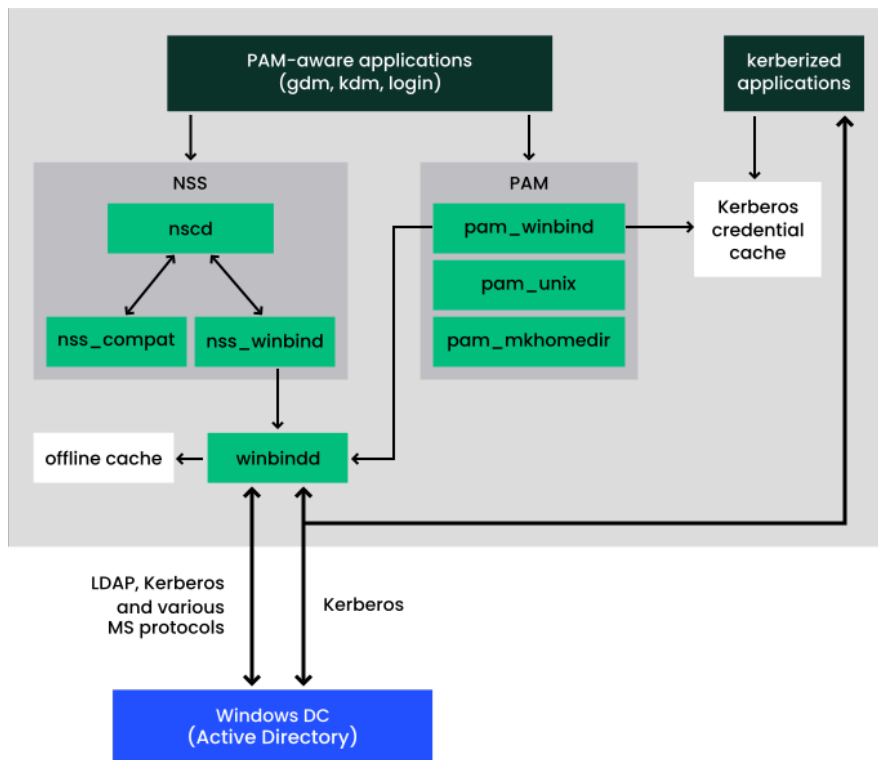 PAM-aware applications
(gdm, kdm, login)
kerberized
applications
NSS
PAM
nscd
pam_winbind
Kerberos
credential
cache
pam_unix
nss_compat
nss_winbind
pam_mkhomedir
offline cache
winbindd
LDAP, Kerberos
and various
MS protocols
Kerberos
Windows DC
(Active Directory)